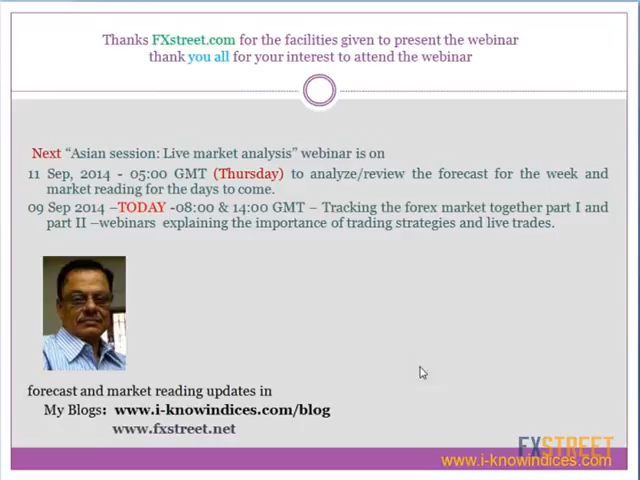 Thanks FXstreet.com for the facilities given to present the webinar
thank you all for your interest to attend the webinar
Next “Asian session: Live market analysis” webinar is on
11 Sep, 2014 - 05:00 GMT (Thursday) to analyze/review the forecast for the week and
market reading for the days to come.
09 Sep 2014 –TODAY -08:00 & 14:00 GMT – Tracking the forex market together part I and
part II –webinars explaining the importance of trading strategies and live trades.
forecast and market reading updates in
My Blogs: www.i-knowindices.com/blog
www.fxstreet.net
FXSTREET
www.i-knowindices.com